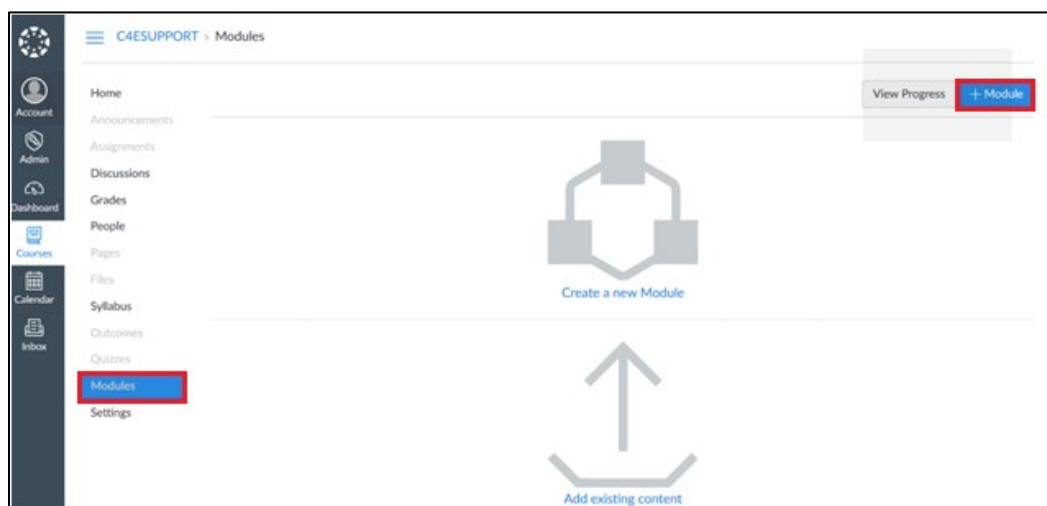 C4ESUPPORT > Modules
Account
Admin
Dashboard
Courses
Calendar
Inbox
Home
Announcements
Assignments
Discussions
Grades
People
Pages
Files
Syllabus
Outcomes
Quizzes
Modules
Settings
View Progress
+ Module
Create a new Module
Add existing content